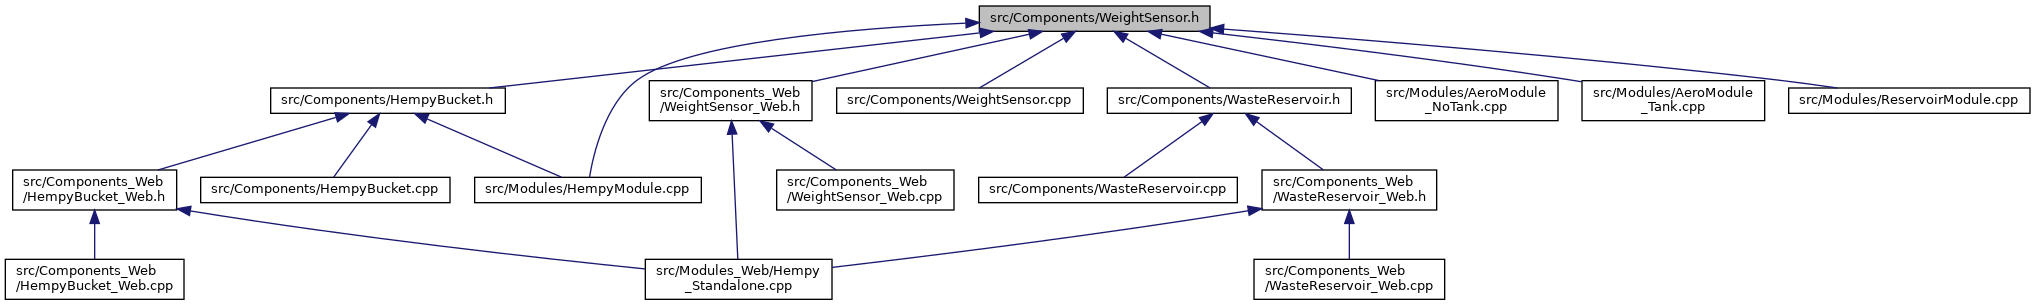 src/Components/WeightSensor.h
src/Components/HempyBucket.h
src/Components_Web
/WeightSensor_Web.h
src/Components/WeightSensor.cpp
src/Components/WasteReservoir.h
src/Modules/AeroModule
_NoTank.cpp
src/Modules/AeroModule
_Tank.cpp
src/Modules/ReservoirModule.cpp
src/Components_Web
/HempyBucket_Web.h
src/Components/HempyBucket.cpp
src/Modules/HempyModule.cpp
src/Components_Web
/WeightSensor_Web.cpp
src/Components/WasteReservoir.cpp
src/Components_Web
/WasteReservoir_Web.h
src/Components_Web
/HempyBucket_Web.cpp
src/Modules_Web/Hempy
_Standalone.cpp
src/Components_Web
/WasteReservoir_Web.cpp